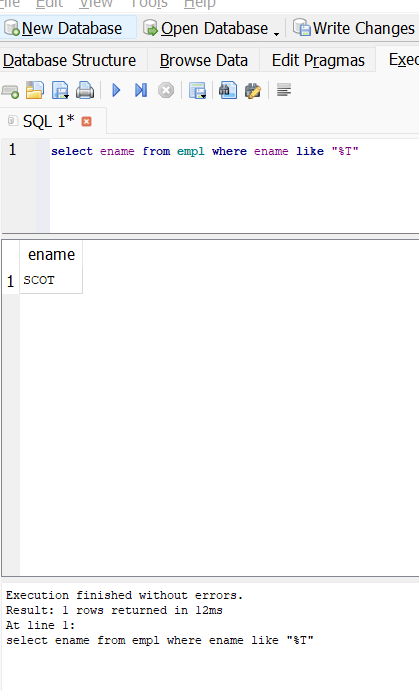 File Edit View Tools Help
New Database Open Database Write Changes
Database Structure Browse Data Edit Pragmas Exec
SQL 1*
1 select ename from empl where ename like "%T"
ename
1 SCOT
Execution finished without errors.
Result: 1 rows returned in 12ms
At line 1:
select ename from empl where ename like "%T"